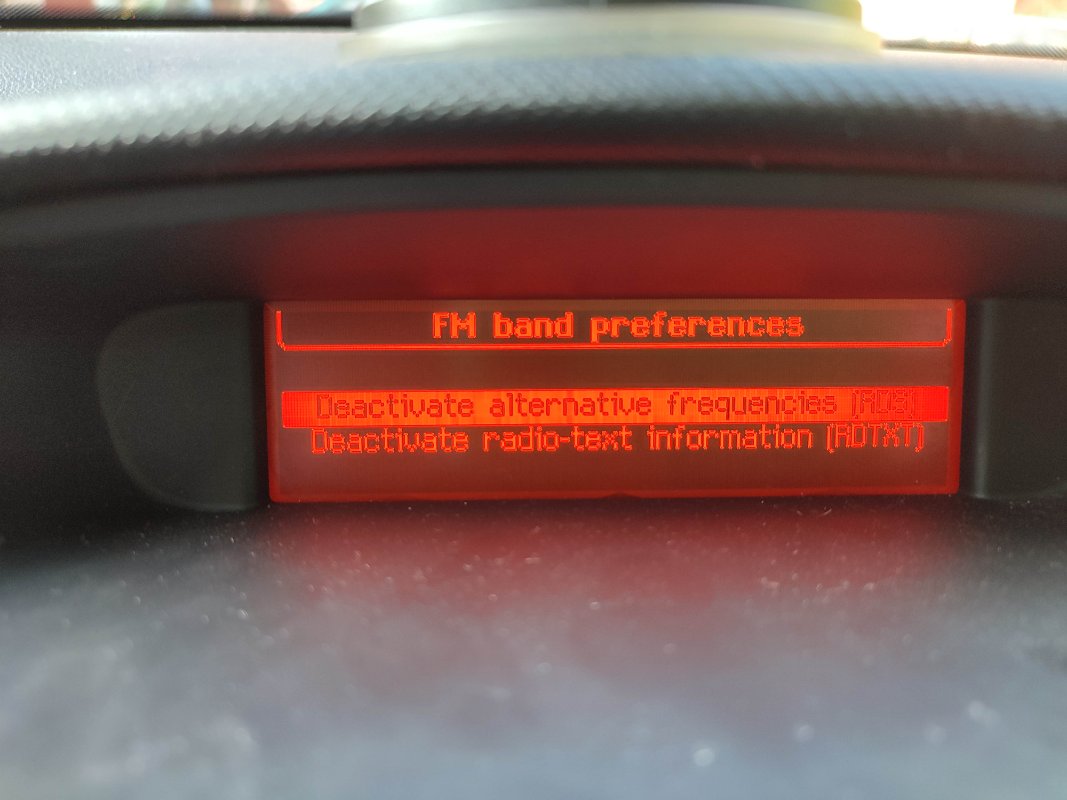 FM band preferences
Deactivate alternative frequencies (RDS)
Deactivate radio-text information (RDTXT)